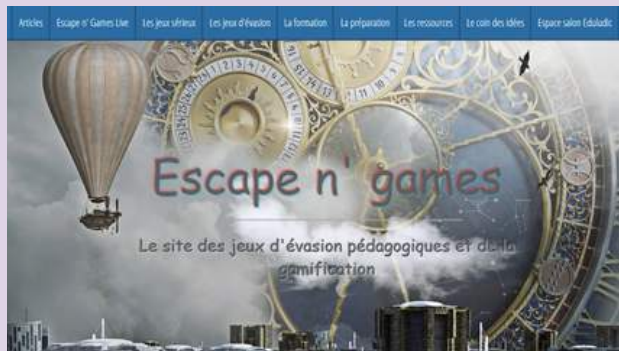 Articles Escape n' Games Live Les jeux sérieux Les jeux d'évasion La formation La préparation Les ressources Le coin des idées Espace salon Eduludic
Escape n' games
Le site des jeux d'évasion pédagogiques et de la
gamification